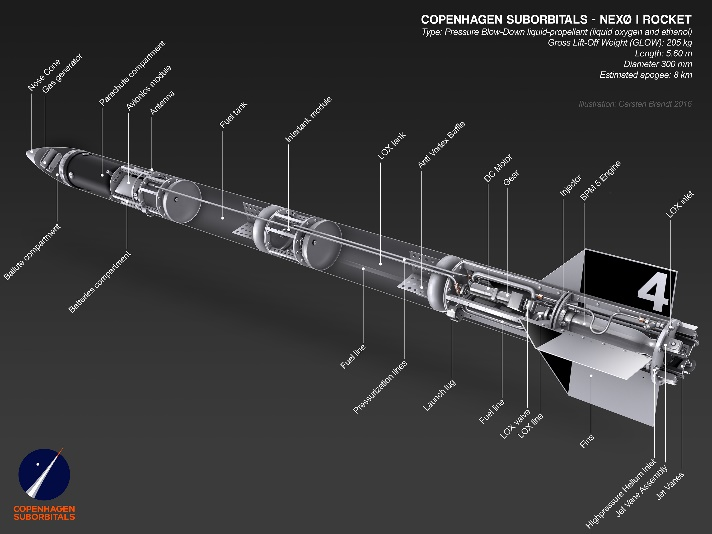 COPENHAGEN SUBORBITALS - NEXØ I ROCKET
Type: Pressure Blow-Down liquid-propellant (liquid oxygen and ethanol)
Gross Lift-Off Weight (GLOW): 205 kg
Length: 5.60 m
Diameter 300 mm
Estimated apogee: 8 km
Illustration: Carsten Brandt 2016
Nose Cone
Gas generator
Parachute compartment
Avionics module
Antenna
Fuel tank
Intertank module
LOX tank
Anti Vortex Baffle
DC Motor
Gear
Injector
BPM 5 Engine
LOX inlet
4
Ballute compartment
Batteries compartment
Fuel line
Pressurization lines
Launch lug
Fuel line
LOX valve
LOX line
Fins
Highpressure Helium Inlet
Jet Vane Assembly
Jet Vanes
COPENHAGEN
SUBORBITALS